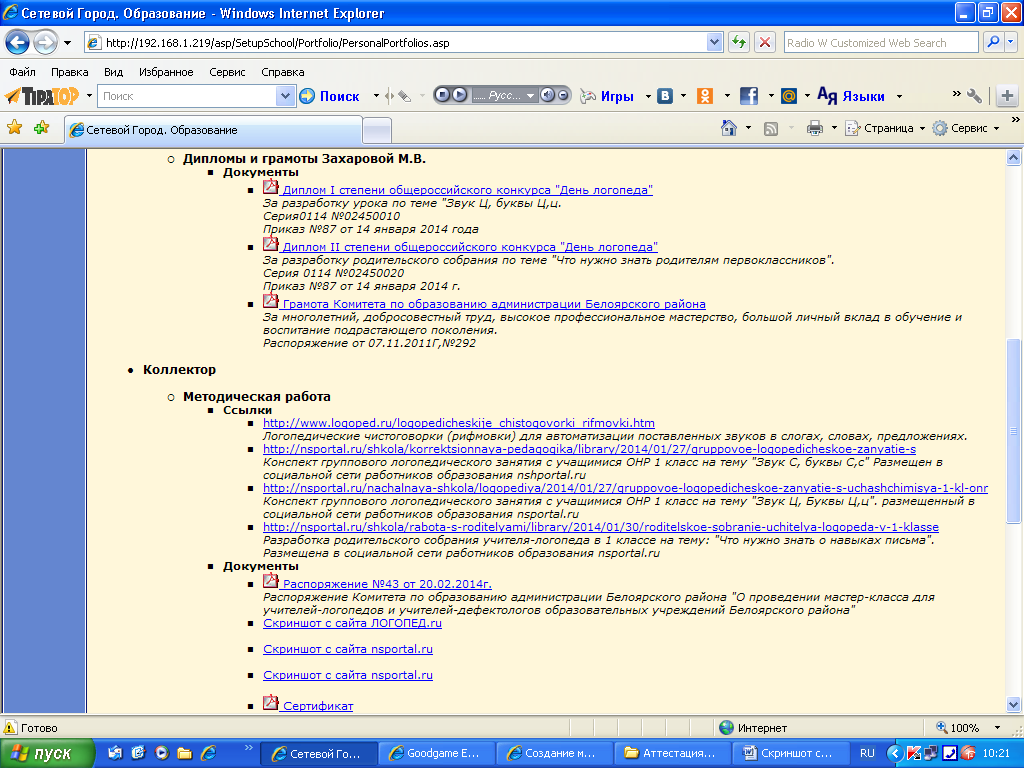 Сетевой Город. Образование - Windows Internet Explorer
http://192.168.1.219/asp/SetupSchool/Portfolio/PersonalPortfolios.asp
Radio W Customized Web Search
Файл Правка Вид Избранное Сервис Справка
ТІРАТОР Поиск Поиск ..... Русс... Игры В f @ АЯ Языки »
Сетевой Город. Образование Страница Сервис »
Дипломы и грамоты Захаровой М.В.
Документы
Диплом I степени общероссийского конкурса "День логопеда"
За разработку урока по теме "Звук Ц, буквы Ц,ц.
Серия0114 №02450010
Приказ №87 от 14 января 2014 года
Диплом II степени общероссийского конкурса "День логопеда"
За разработку родительского собрания по теме "Что нужно знать родителям первоклассников".
Серия 0114 №02450020
Приказ №87 от 14 января 2014 г.
Грамота Комитета по образованию администрации Белоярского района
За многолетний, добросовестный труд, высокое профессиональное мастерство, большой личный вклад в обучение и
воспитание подрастающего поколения.
Распоряжение от 07.11.2011Г,№292
Коллектор
Методическая работа
Ссылки
http://www.logoped.ru/logopedicheskije_chistogovorki_rifmovki.htm
Логопедические чистоговорки (рифмовки) для автоматизации поставленных звуков в слогах, словах, предложениях.
http://nsportal.ru/shkola/korrektsionnaya-pedagogika/library/2014/01/27/gruppovoe-logopedicheskoe-zanyatie-s
Конспект группового логопедического занятия с учащимися ОНР 1 класс на тему "Звук С, буквы С,с" Размещен в
социальной сети работников образования nshportal.ru
http://nsportal.ru/nachalnaya-shkola/logopediya/2014/01/27/gruppovoe-logopedicheskoe-zanyatie-s-uchashchimisya-1-kl-onr
Конспект группового логопедического занятия с учащимися ОНР 1 класс на тему "Звук Ц, Буквы Ц,ц". размещенный в
социальной сети работников образования nsportal.ru
http://nsportal.ru/shkola/rabota-s-roditelyami/library/2014/01/30/roditelskoe-sobranie-uchitelya-logopeda-v-1-klasse
Разработка родительского собрания учителя-логопеда в 1 классе на тему: "Что нужно знать о навыках письма".
Размещена в социальной сети работников образования nsportal.ru
Документы
Распоряжение №43 от 20.02.2014г.
Распоряжение Комитета по образованию администрации Белоярского района "О проведении мастер-класса для
учителей-логопедов и учителей-дефектологов образовательных учреждений Белоярского района"
Скриншот с сайта ЛОГОПЕД.ru
Скриншот с сайта nsportal.ru
Скриншот с сайта nsportal.ru
Сертификат
Готово Интернет 100%
пуск » Сетевой Го... Goodgame E... Создание м... Аттестация... Скриншот с... RU 10:21